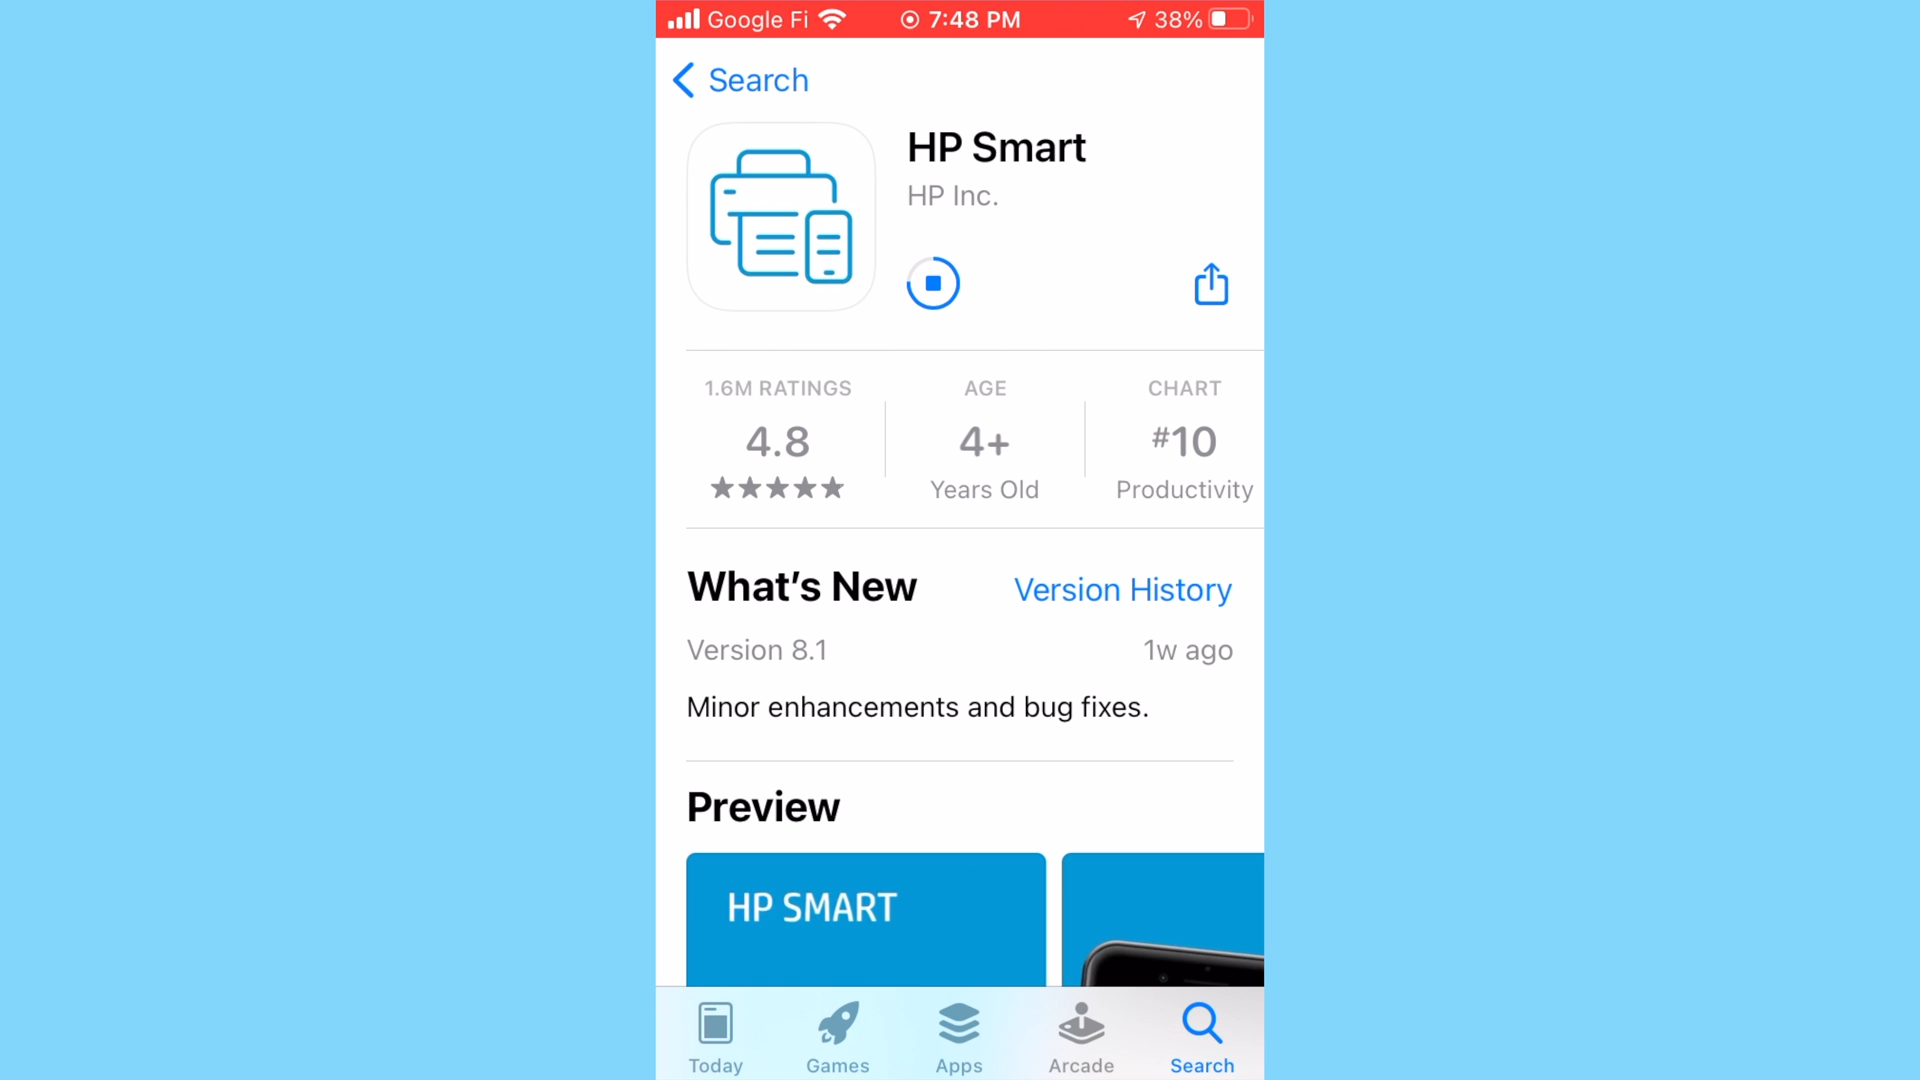 Google Fi 7:48 PM 38%
Search
HP Smart
HP Inc.
1.6M RATINGS AGE CHART
4.8 4+ #10
Years Old Productivity
What's New Version History
Version 8.1 1w ago
Minor enhancements and bug fixes.
Preview
HP SMART
Today Games Apps Arcade Search